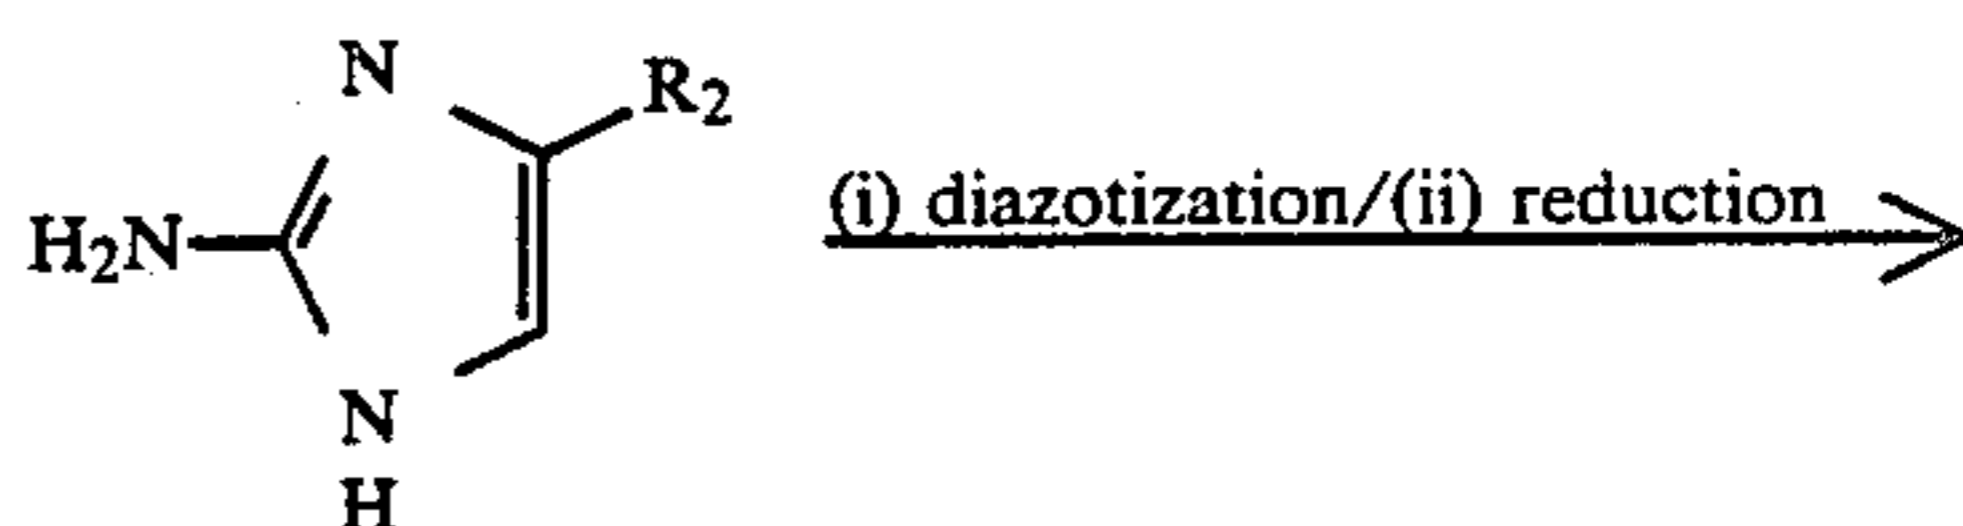 N
R₂
(i) diazotization/(ii) reduction
H₂N
N
H